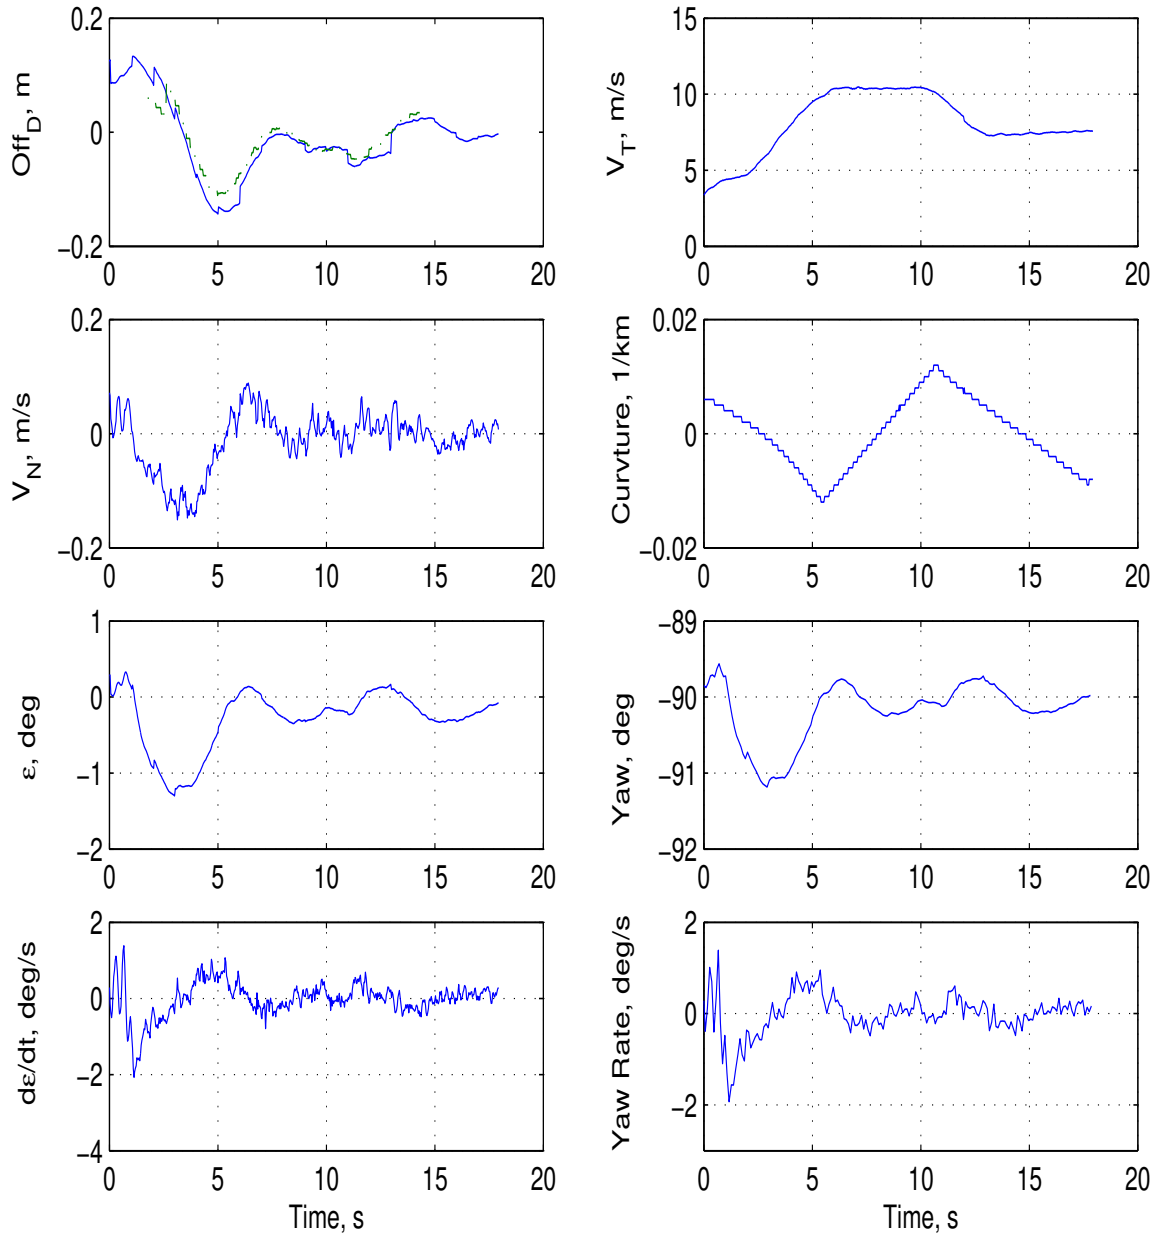 0.2
0
−0.2
Off_D, m
0 5 10 15 20
15
10
5
0
V_T, m/s
0 5 10 15 20
0.2
0
−0.2
V_N, m/s
0 5 10 15 20
0.02
0
−0.02
Curvture, 1/km
0 5 10 15 20
1
0
−1
−2
ε, deg
0 5 10 15 20
−89
−90
−91
−92
Yaw, deg
0 5 10 15 20
2
0
−2
−4
dε/dt, deg/s
0 5 10 15 20
Time, s
2
0
−2
Yaw Rate, deg/s
0 5 10 15 20
Time, s